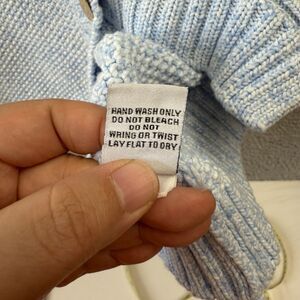 HAND WASH ONLY
DO NOT BLEACH
DO NOT
WRING OR TWIST
LAY FLAT TO DRY